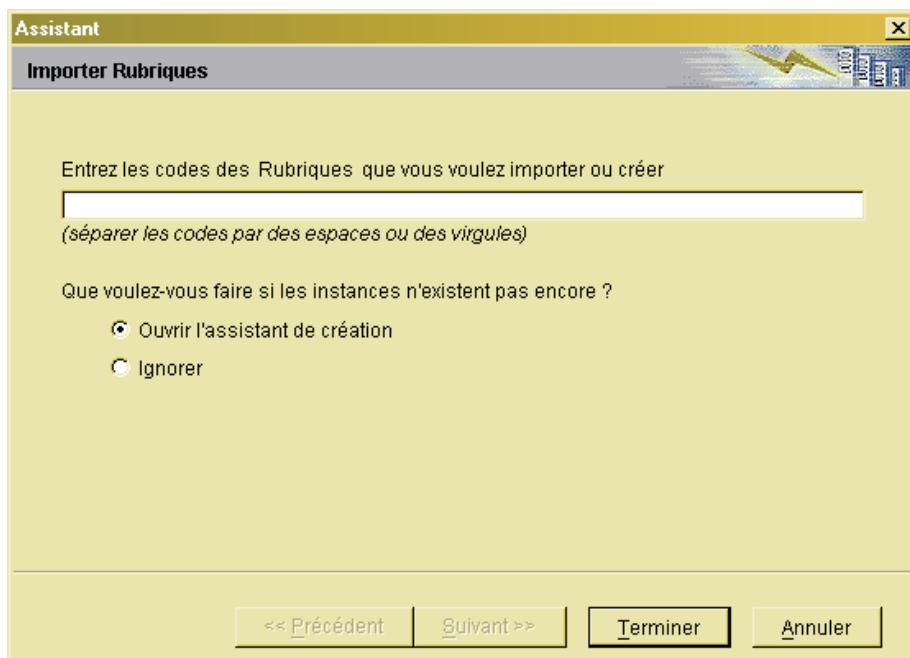 Assistant
Importer Rubriques
Entrez les codes des Rubriques que vous voulez importer ou créer
(séparer les codes par des espaces ou des virgules)
Que voulez-vous faire si les instances n'existent pas encore ?
Ouvrir l'assistant de création
Ignorer
<< Précédent Suivant >> Terminer Annuler